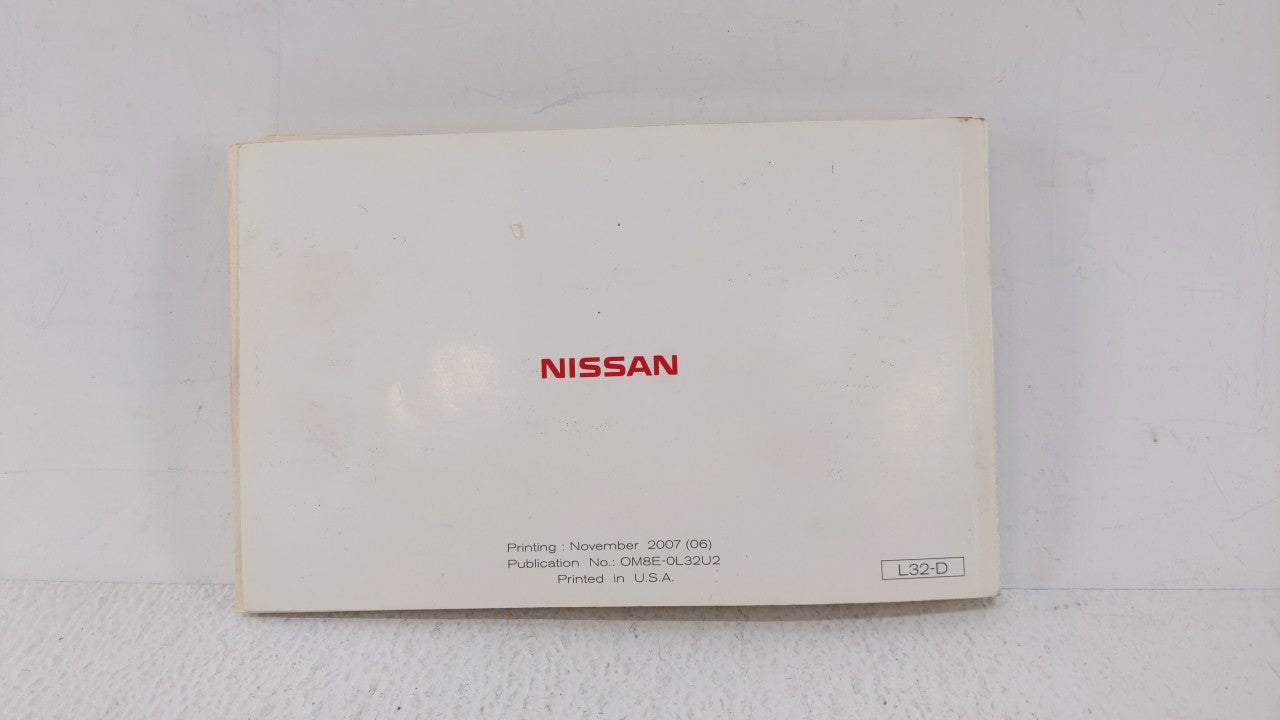 NISSAN
Printing : November 2007 (06)
Publication No.: OM8E-0L32U2
Printed in U.S.A.
L32-D